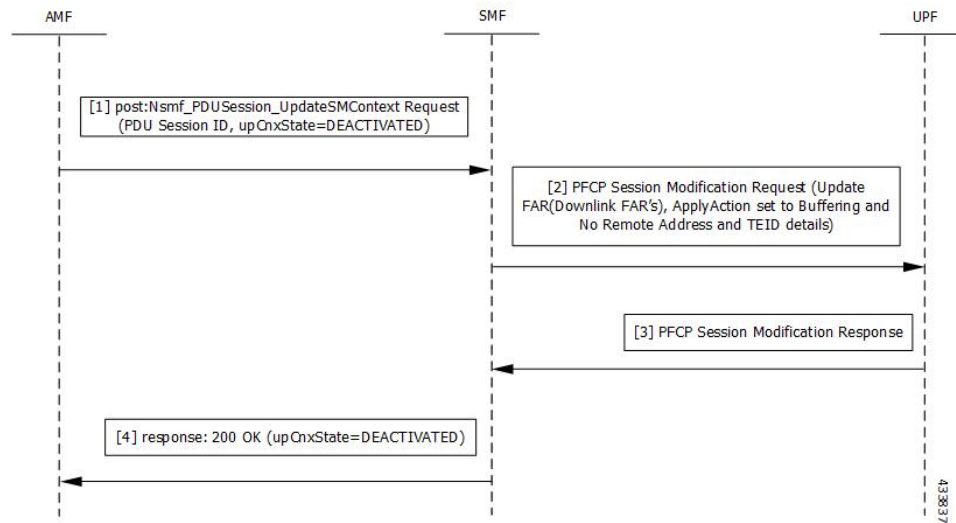 AMF
SMF
UPF
[1] post:Nsmf_PDUSession_UpdateSMContext Request
(PDU Session ID, upCnxState=DEACTIVATED)
[2] PFCP Session Modification Request (Update
FAR(Downlink FAR's), ApplyAction set to Buffering and
No Remote Address and TEID details)
[3] PFCP Session Modification Response
[4] response: 200 OK (upCnxState=DEACTIVATED)
433837